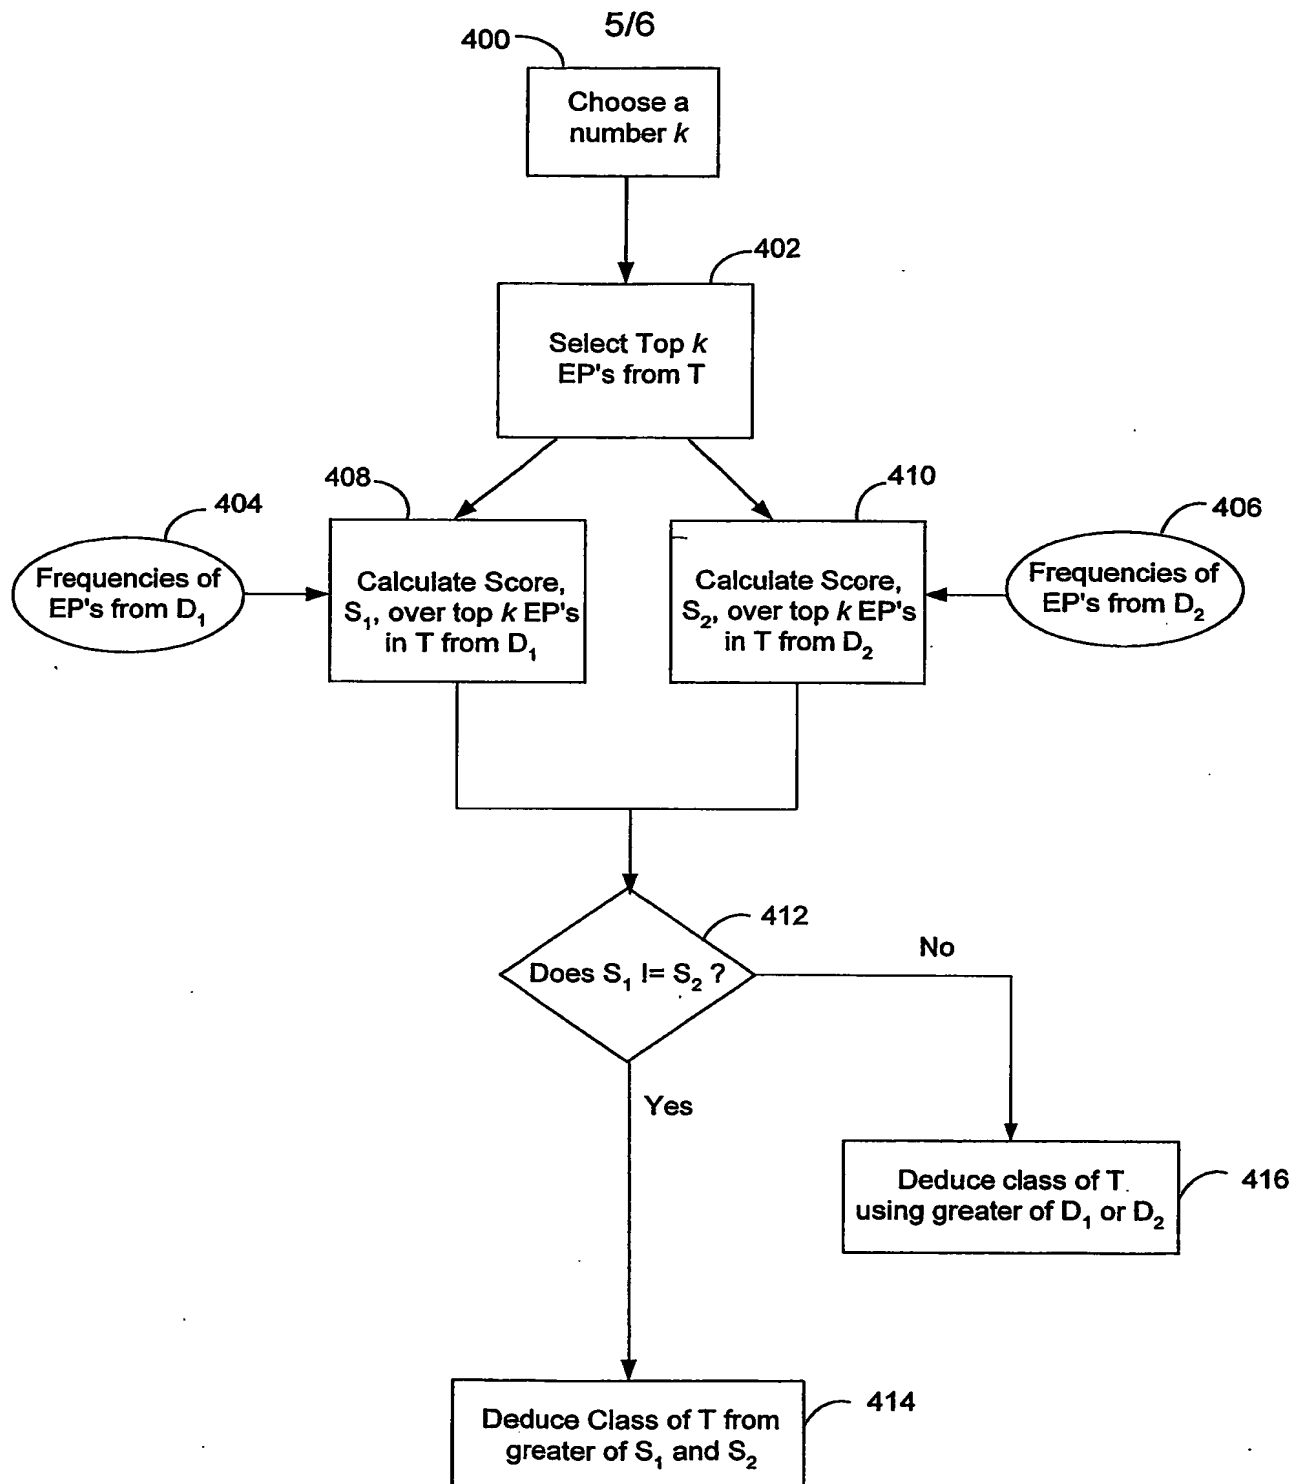 5/6
400
Choose a
number k
402
Select Top k
EP's from T
408
410
404
406
Frequencies of
EP's from D₁
Calculate Score,
S₁, over top k EP's
in T from D₁
Calculate Score,
S₂, over top k EP's
in T from D₂
Frequencies of
EP's from D₂
412
Does S₁ != S₂ ?
No
Yes
Deduce class of T
using greater of D₁ or D₂
416
414
Deduce Class of T from
greater of S₁ and S₂